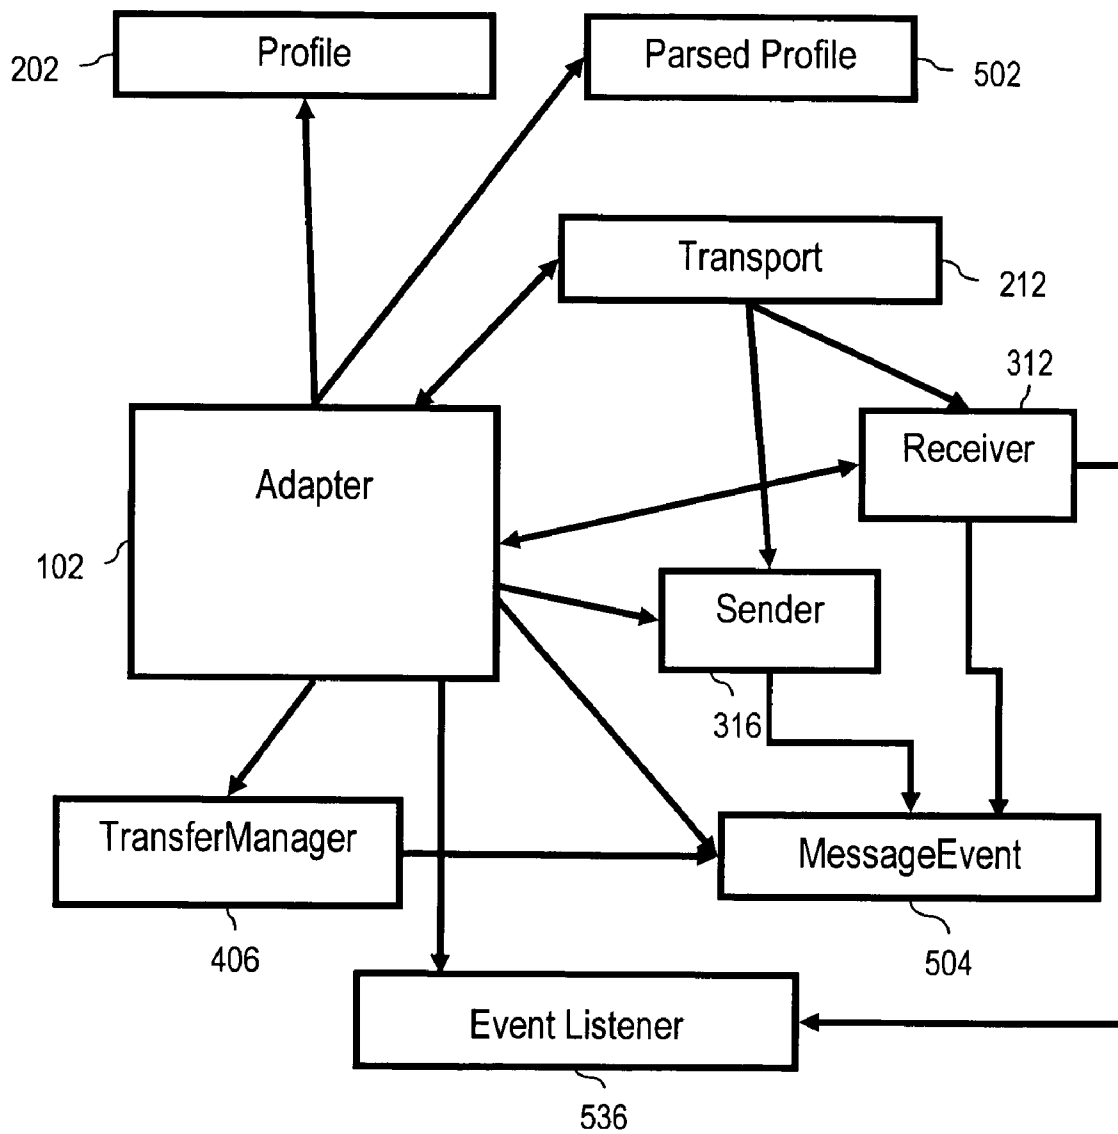 Profile
202
Parsed Profile
502
Transport
212
312
Receiver
Adapter
102
Sender
316
TransferManager
406
MessageEvent
504
Event Listener
536